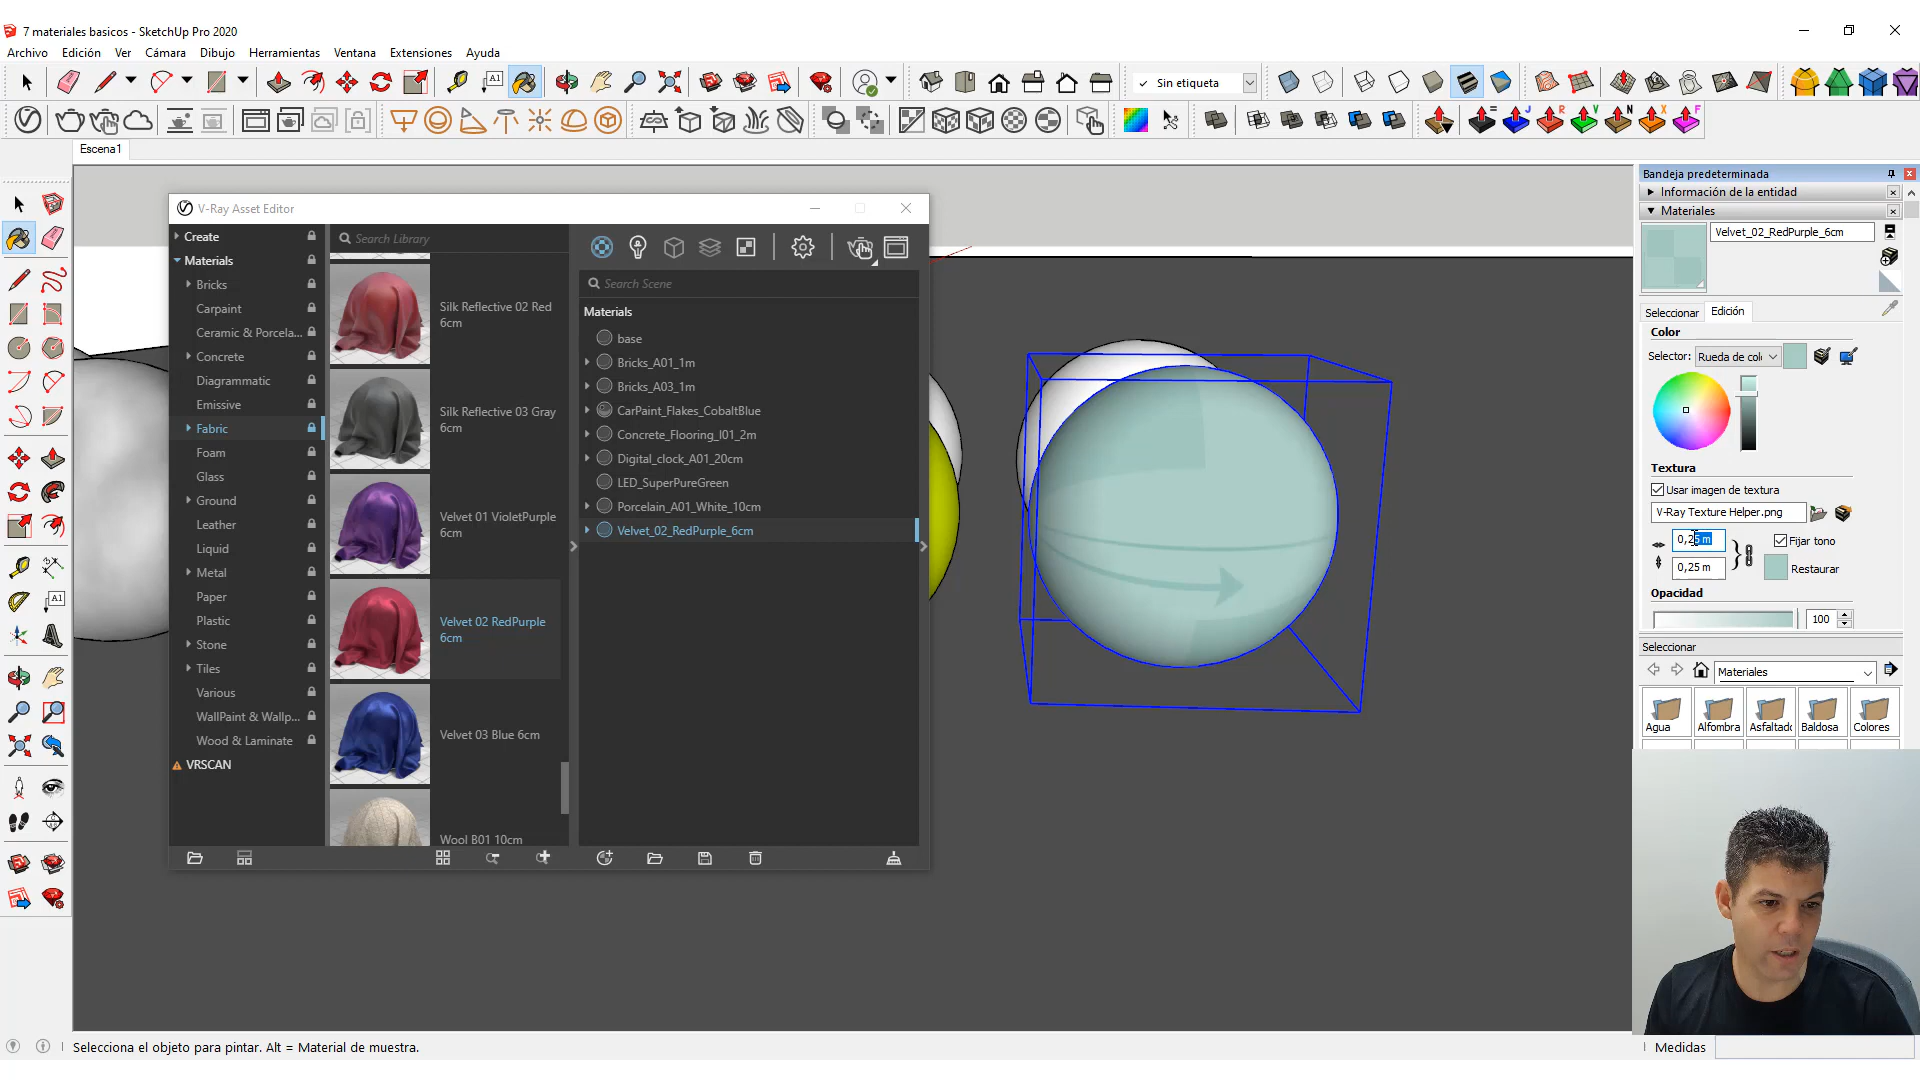 7 materiales basicos - SketchUp Pro 2020
Archivo Edición Ver Cámara Dibujo Herramientas Ventana Extensiones Ayuda
Sin etiqueta
Escena1
V-Ray Asset Editor
Create
Materials
Bricks
Carpaint
Ceramic & Porcela...
Concrete
Diagrammatic
Emissive
Fabric
Foam
Glass
Ground
Leather
Liquid
Metal
Paper
Plastic
Stone
Tiles
Various
WallPaint & Wallp...
Wood & Laminate
VRSCAN
Search Library
Silk Reflective 02 Red
6cm
Silk Reflective 03 Gray
6cm
Velvet 01 VioletPurple
6cm
Velvet 02 RedPurple
6cm
Velvet 03 Blue 6cm
Wool B01 10cm
Search Scene
Materials
base
Bricks_A01_1m
Bricks_A03_1m
CarPaint_Flakes_CobaltBlue
Concrete_Flooring_I01_2m
Digital_clock_A01_20cm
LED_SuperPureGreen
Porcelain_A01_White_10cm
Velvet_02_RedPurple_6cm
Bandeja predeterminada
Información de la entidad
Materiales
Velvet_02_RedPurple_6cm
Seleccionar Edición
Color
Selector: Rueda de col
Textura
Usar imagen de textura
V-Ray Texture Helper.png
0,25 m
Fijar tono
0,25 m
Restaurar
Opacidad
100
Seleccionar
Materiales
Agua Alfombra Asfaltado Baldosa Colores
Selecciona el objeto para pintar. Alt = Material de muestra.
Medidas